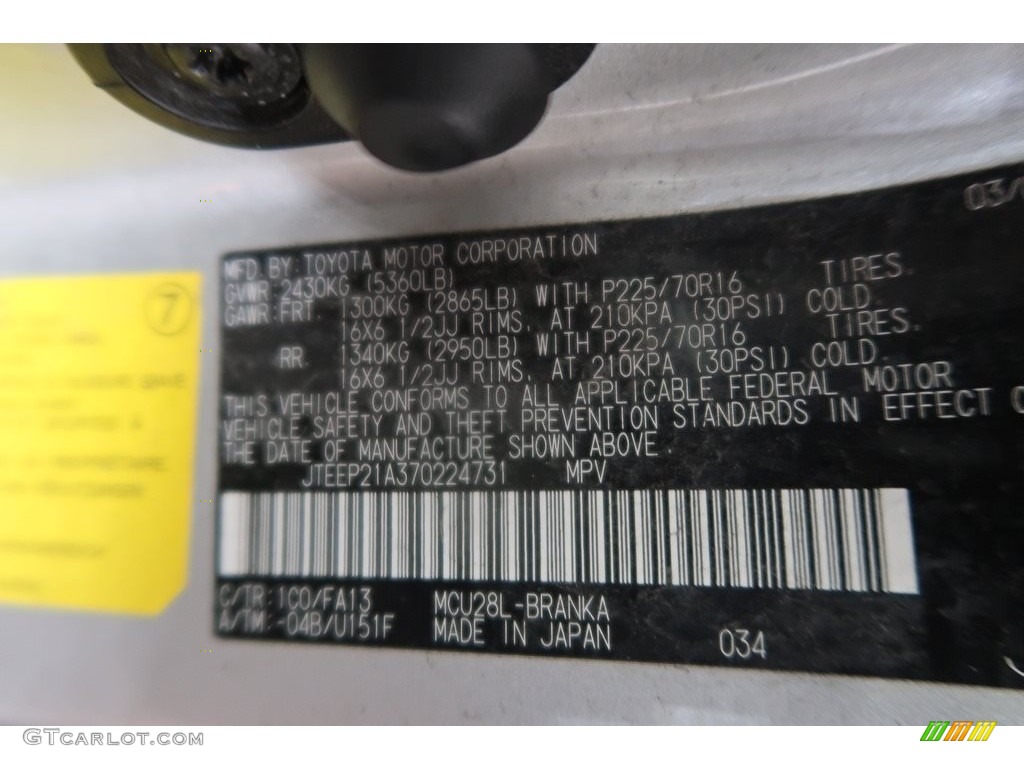 03/
MFD.BY:TOYOTA MOTOR CORPORATION
GVWR:2430KG (5360LB)
GAWR:FRT. 1300KG (2865LB) WITH P225/70R16 TIRES.
16X6 1/2JJ RIMS, AT 210KPA (30PSI) COLD.
RR. 1340KG (2950LB) WITH P225/70R16 TIRES.
16X6 1/2JJ RIMS, AT 210KPA (30PSI) COLD.
THIS VEHICLE CONFORMS TO ALL APPLICABLE FEDERAL MOTOR
VEHICLE SAFETY AND THEFT PREVENTION STANDARDS IN EFFECT
THE DATE OF MANUFACTURE SHOWN ABOVE.
JTEEP21A370224731 MPV
C/TR:1C0/FA13 MCU28L-BRANKA
A/TM:-04B/U151F MADE IN JAPAN 034
7
GTcarlot.com